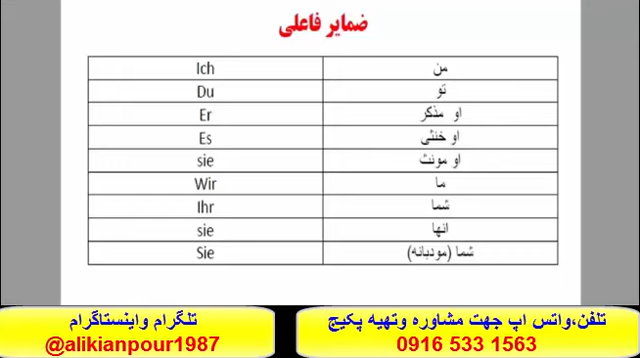 ضمایر فاعلی
من Ich
تو Du
او مذکر Er
او خنثی Es
او مونث sie
ما Wir
شما Ihr
انها sie
شما (مودبانه) Sie
تلفن،واتس اپ جهت مشاوره وتهیه پکیج
0916 533 1563
تلگرام واینستاگرام
@alikianpour1987